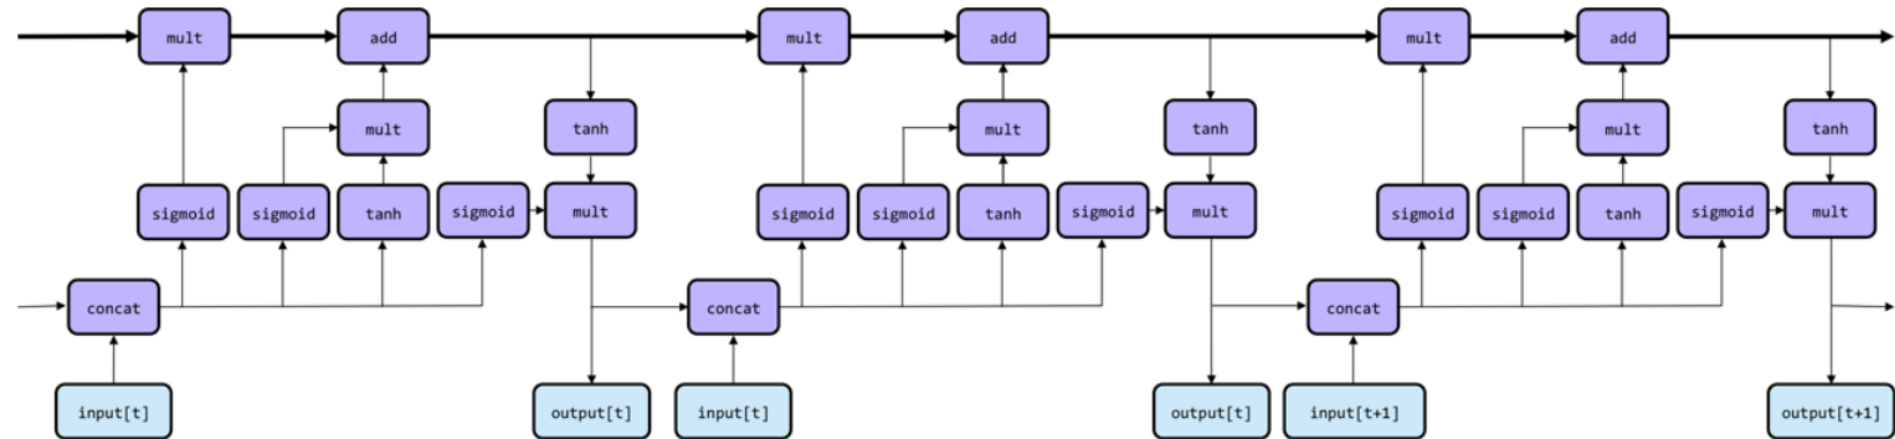 mult
add
mult
add
mult
add
mult
tanh
mult
tanh
mult
tanh
sigmoid
sigmoid
tanh
sigmoid
mult
sigmoid
sigmoid
tanh
sigmoid
mult
sigmoid
sigmoid
tanh
sigmoid
mult
concat
concat
concat
input[t]
output[t]
input[t]
output[t]
input[t+1]
output[t+1]